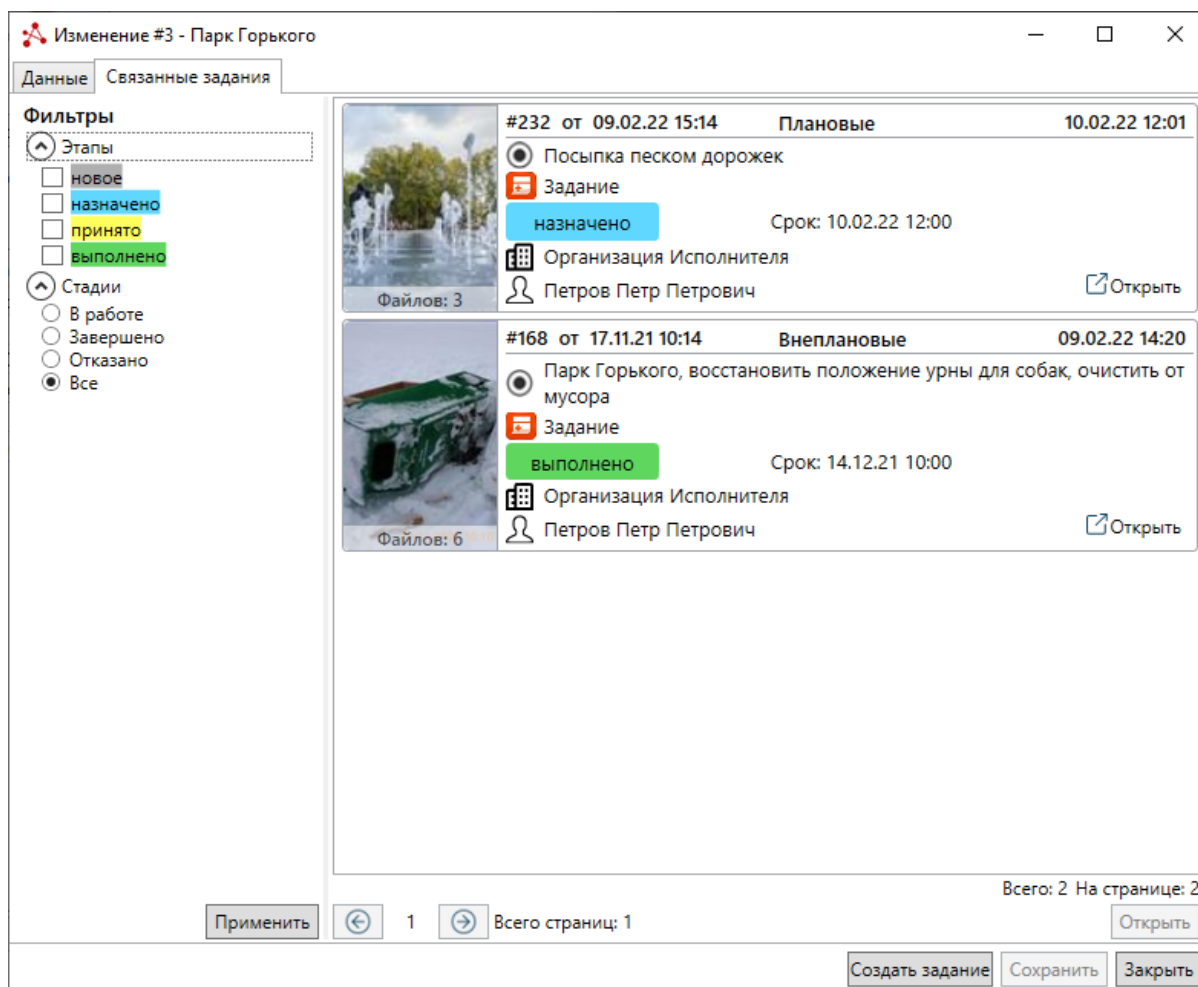 Изменение #3 - Парк Горького
Данные
Связанные задания
Фильтры
Этапы
новое
назначено
принято
выполнено
Стадии
В работе
Завершено
Отказано
Все
Применить
#232 от 09.02.22 15:14 Плановые 10.02.22 12:01
Посыпка песком дорожек
Задание
назначено Срок: 10.02.22 12:00
Организация Исполнителя
Петров Петр Петрович Открыть
Файлов: 3
#168 от 17.11.21 10:14 Внеплановые 09.02.22 14:20
Парк Горького, восстановить положение урны для собак, очистить от
мусора
Задание
выполнено Срок: 14.12.21 10:00
Организация Исполнителя
Петров Петр Петрович Открыть
Файлов: 6
Всего: 2 На странице: 2
1 Всего страниц: 1 Открыть
Создать задание Сохранить Закрыть